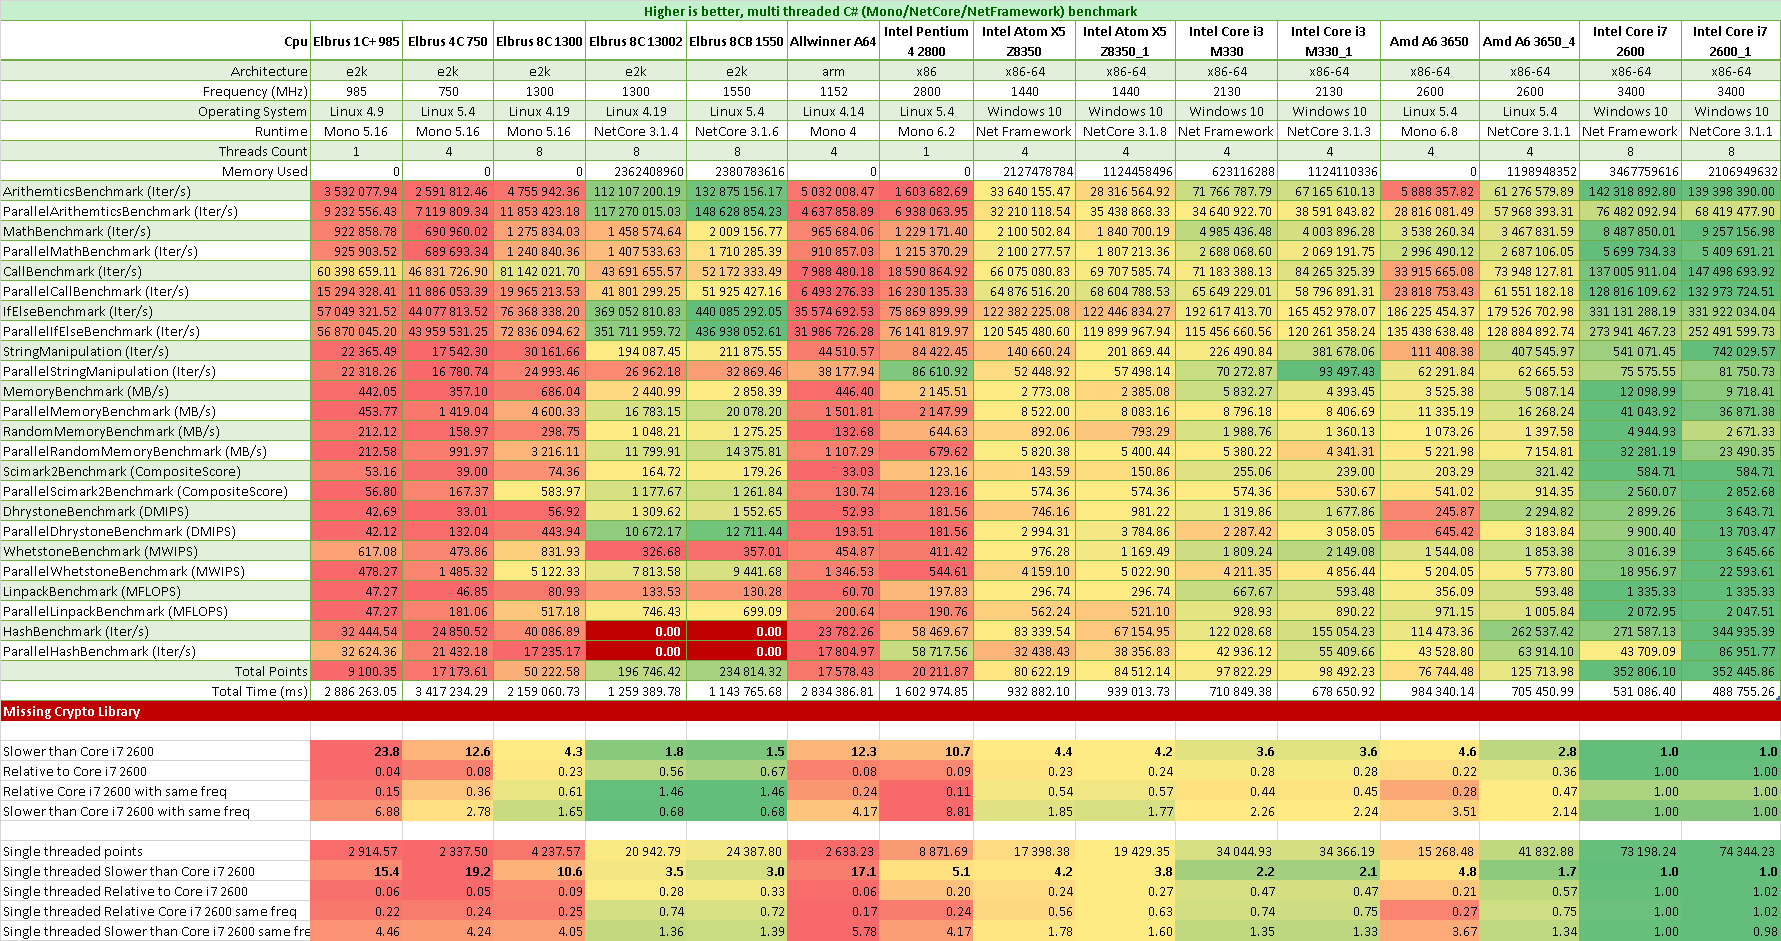 Higher is better, multi threaded C# (Mono/NetCore/NetFramework) benchmark
Cpu Elbrus 1C+ 985 Elbrus 4C 750 Elbrus 8C 1300 Elbrus 8C 13002 Elbrus 8CB 1550 Allwinner A64 Intel Pentium 4 2800 Intel Atom X5 Z8350 Intel Atom X5 Z8350_1 Intel Core i3 M330 Intel Core i3 M330_1 Amd A6 3650 Amd A6 3650_4 Intel Core i7 2600 Intel Core i7 2600_1
Architecture e2k e2k e2k e2k e2k arm x86 x86-64 x86-64 x86-64 x86-64 x86-64 x86-64 x86-64 x86-64
Frequency (MHz) 985 750 1300 1300 1550 1152 2800 1440 1440 2130 2130 2600 2600 3400 3400
Operating System Linux 4.9 Linux 5.4 Linux 4.19 Linux 4.19 Linux 5.4 Linux 4.14 Linux 5.4 Windows 10 Windows 10 Windows 10 Windows 10 Linux 5.4 Linux 5.4 Windows 10 Windows 10
Runtime Mono 5.16 Mono 5.16 Mono 5.16 NetCore 3.1.4 NetCore 3.1.6 Mono 4 Mono 6.2 Net Framework NetCore 3.1.8 Net Framework NetCore 3.1.3 Mono 6.8 NetCore 3.1.1 Net Framework NetCore 3.1.1
Threads Count 1 4 8 8 8 4 1 4 4 4 4 4 4 8 8
Memory Used 0 0 0 2362408960 2380783616 0 0 2127478784 1124458496 623116288 1124110336 0 1198948352 3467759616 2106949632
ArithemticsBenchmark (Iter/s) 3 532 077.94 2 591 812.46 4 755 942.36 112 107 200.19 132 875 156.17 5 032 008.47 1 603 682.69 33 640 155.47 28 316 564.92 71 766 787.79 67 165 610.13 5 888 357.82 61 276 579.89 142 318 892.80 139 398 390.00
ParallelArithemticsBenchmark (Iter/s) 9 232 556.43 7 119 809.34 11 853 423.18 117 270 015.03 148 628 854.23 4 637 858.89 6 938 063.95 32 210 118.54 35 438 868.33 34 640 922.70 38 591 843.82 28 816 081.49 57 968 393.31 76 482 092.94 68 419 477.90
MathBenchmark (Iter/s) 922 858.78 690 960.02 1 275 834.03 1 458 574.64 2 009 156.77 965 684.06 1 229 171.40 2 100 502.84 1 840 700.19 4 985 436.48 4 003 896.28 3 538 260.34 3 467 831.59 8 487 850.01 9 257 156.98
ParallelMathBenchmark (Iter/s) 925 903.52 689 693.34 1 240 840.36 1 407 533.63 1 710 285.39 910 857.03 1 215 370.29 2 100 277.57 1 807 213.36 2 688 068.60 2 069 191.75 2 996 490.12 2 687 106.05 5 699 734.33 5 409 691.21
CallBenchmark (Iter/s) 60 398 659.11 46 831 726.90 81 142 021.70 43 691 655.57 52 172 333.49 7 988 480.18 18 590 864.92 66 075 080.83 69 707 585.74 71 183 388.13 84 265 325.39 33 915 665.08 73 948 127.81 137 005 911.04 147 498 693.92
ParallelCallBenchmark (Iter/s) 15 294 328.41 11 886 053.39 19 965 213.53 41 801 299.25 51 925 427.16 6 493 276.33 16 230 135.33 64 876 516.20 68 604 788.53 65 649 229.01 58 796 891.31 23 818 753.43 61 551 182.18 128 816 109.62 132 973 724.51
IfElseBenchmark (Iter/s) 57 049 321.52 44 077 813.52 76 368 338.20 369 052 810.83 440 085 292.05 35 574 692.53 75 869 899.99 122 382 225.08 122 446 834.27 192 617 413.70 165 452 978.07 186 225 454.37 179 526 702.98 331 131 288.19 331 922 034.04
ParallelIfElseBenchmark (Iter/s) 56 870 045.20 43 959 531.25 72 836 094.62 351 711 959.72 436 938 052.61 31 986 726.28 76 141 819.97 120 545 480.60 119 899 967.94 115 456 660.56 120 261 358.24 135 438 638.48 128 884 892.74 273 941 467.23 252 491 599.73
StringManipulation (Iter/s) 22 365.49 17 542.30 30 161.66 194 087.45 211 875.55 44 510.57 84 422.45 140 660.24 201 869.44 226 490.84 381 678.06 111 408.38 407 545.97 541 071.45 742 029.57
ParallelStringManipulation (Iter/s) 22 318.26 16 780.74 24 993.46 26 962.18 32 869.46 38 177.94 86 610.92 52 448.92 57 498.14 70 272.87 93 497.43 62 291.84 62 665.53 75 575.55 81 750.73
MemoryBenchmark (MB/s) 442.05 357.10 686.04 2 440.99 2 858.39 446.40 2 145.51 2 773.08 2 385.08 5 832.27 4 393.45 3 525.38 5 087.14 12 098.99 9 718.41
ParallelMemoryBenchmark (MB/s) 453.77 1 419.04 4 600.33 16 783.15 20 078.20 1 501.81 2 147.99 8 522.00 8 083.16 8 796.18 8 406.69 11 335.19 16 268.24 41 043.92 36 871.38
RandomMemoryBenchmark (MB/s) 212.12 158.97 298.75 1 048.21 1 275.25 132.68 644.63 892.06 793.29 1 988.76 1 360.13 1 073.26 1 397.58 4 944.93 2 671.33
ParallelRandomMemoryBenchmark (MB/s) 212.58 991.97 3 216.11 11 799.91 14 375.81 1 107.29 679.62 5 820.38 5 400.44 5 380.22 4 341.31 5 221.98 7 154.81 32 281.19 23 490.35
Scimark2Benchmark (CompositeScore) 53.16 39.00 74.36 164.72 179.26 33.03 123.16 143.59 150.86 255.06 239.00 203.29 321.42 584.71 584.71
ParallelScimark2Benchmark (CompositeScore) 56.80 167.37 583.97 1 177.67 1 261.84 130.74 123.16 574.36 574.36 574.36 530.67 541.02 914.35 2 560.07 2 852.68
DhrystoneBenchmark (DMIPS) 42.69 33.01 56.92 1 309.62 1 552.65 52.93 181.56 746.16 981.22 1 319.86 1 677.86 245.87 2 294.82 2 899.26 3 643.71
ParallelDhrystoneBenchmark (DMIPS) 42.12 132.04 443.94 10 672.17 12 711.44 193.51 181.56 2 994.31 3 784.86 2 287.42 3 058.05 645.42 3 183.84 9 900.40 13 703.47
WhetstoneBenchmark (MWIPS) 617.08 473.86 831.93 326.68 357.01 454.87 411.42 976.28 1 169.49 1 809.24 2 149.08 1 544.08 1 853.38 3 016.39 3 645.66
ParallelWhetstoneBenchmark (MWIPS) 478.27 1 485.32 5 122.33 7 813.58 9 441.68 1 346.53 544.61 4 159.10 5 022.90 4 211.35 4 856.44 5 204.05 5 773.80 18 956.97 22 593.61
LinpackBenchmark (MFLOPS) 47.27 46.85 80.93 133.53 130.28 60.70 197.83 296.74 296.74 667.67 593.48 356.09 593.48 1 335.33 1 335.33
ParallelLinpackBenchmark (MFLOPS) 47.27 181.06 517.18 746.43 699.09 200.64 190.76 562.24 521.10 928.93 890.22 971.15 1 005.84 2 072.95 2 047.51
HashBenchmark (Iter/s) 32 444.54 24 850.52 40 086.89 0.00 0.00 23 782.26 58 469.67 83 339.54 67 154.95 122 028.68 155 054.23 114 473.36 262 537.42 271 587.13 344 935.39
ParallelHashBenchmark (Iter/s) 32 624.36 21 432.18 17 235.17 0.00 0.00 17 804.97 58 717.56 32 438.43 38 356.83 42 936.12 55 409.66 43 528.80 63 914.10 43 709.09 86 951.77
Total Points 9 100.35 17 173.61 50 222.58 196 746.42 234 814.32 17 578.43 20 211.87 80 622.19 84 512.14 97 822.29 98 492.23 76 744.48 125 713.98 352 806.10 352 445.86
Total Time (ms) 2 886 263.05 3 417 234.29 2 159 060.73 1 259 389.78 1 143 765.68 2 834 386.81 1 602 974.85 932 882.10 939 013.73 710 849.38 678 650.92 984 340.14 705 450.99 531 086.40 488 755.26
Missing Crypto Library
Slower than Core i7 2600 23.8 12.6 4.3 1.8 1.5 12.3 10.7 4.4 4.2 3.6 3.6 4.6 2.8 1.0 1.0
Relative to Core i7 2600 0.04 0.08 0.23 0.56 0.67 0.08 0.09 0.23 0.24 0.28 0.28 0.22 0.36 1.00 1.00
Relative Core i7 2600 with same freq 0.15 0.36 0.61 1.46 1.46 0.24 0.11 0.54 0.57 0.44 0.45 0.28 0.47 1.00 1.00
Slower than Core i7 2600 with same freq 6.88 2.78 1.65 0.68 0.68 4.17 8.81 1.85 1.77 2.26 2.24 3.51 2.14 1.00 1.00
Single threaded points 2 914.57 2 337.50 4 237.57 20 942.79 24 387.80 2 633.23 8 871.69 17 398.38 19 429.35 34 044.93 34 366.19 15 268.48 41 832.88 73 198.24 74 344.23
Single threaded Slower than Core i7 2600 15.4 19.2 10.6 3.5 3.0 17.1 5.1 4.2 3.8 2.2 2.1 4.8 1.7 1.0 1.0
Single threaded Relative to Core i7 2600 0.06 0.05 0.09 0.28 0.33 0.06 0.20 0.24 0.27 0.47 0.47 0.21 0.57 1.00 1.02
Single threaded Relative Core i7 2600 same freq 0.22 0.24 0.25 0.74 0.72 0.17 0.24 0.56 0.63 0.74 0.75 0.27 0.75 1.00 1.02
Single threaded Slower than Core i7 2600 same fre 4.46 4.24 4.05 1.36 1.39 5.78 4.17 1.78 1.60 1.35 1.33 3.67 1.34 1.00 0.98